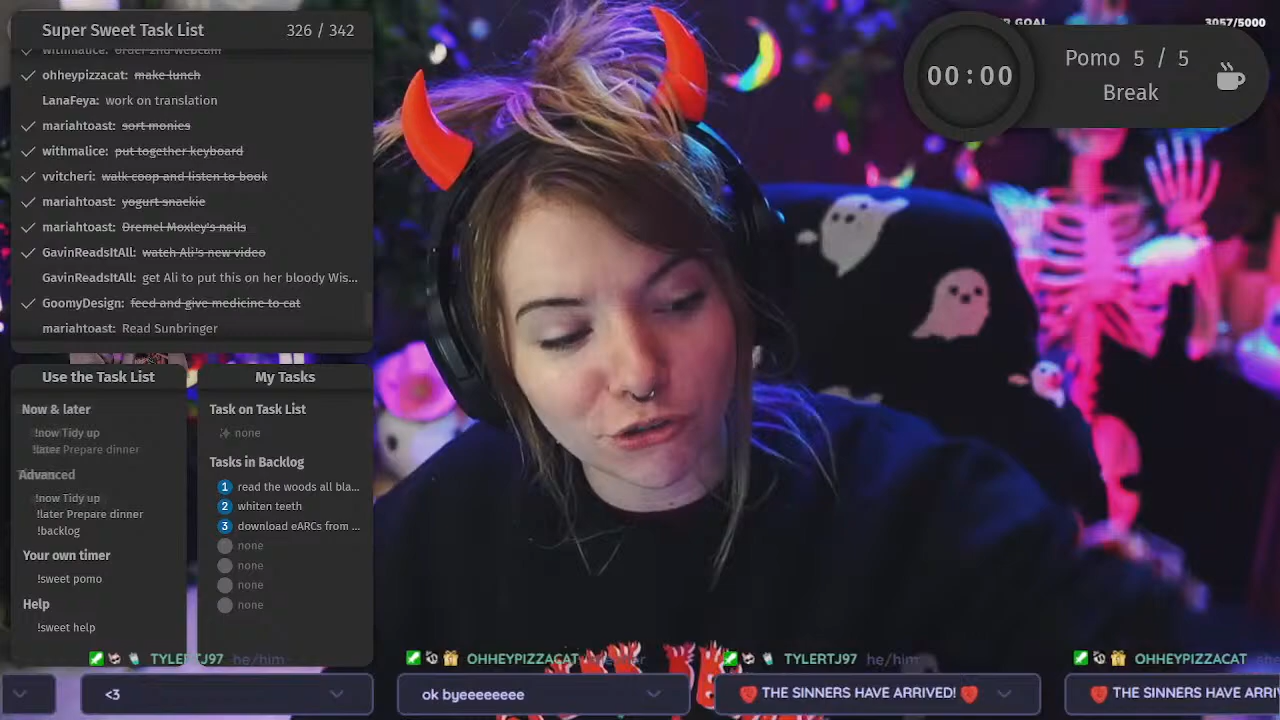 Super Sweet Task List 326 / 342
withmalice: order 2nd webcam
ohheypizzacat: make lunch
LanaFeya: work on translation
mariahtoast: sort monies
withmalice: put together keyboard
vvitcheri: walk coop and listen to book
mariahtoast: yogurt snackie
mariahtoast: Dremel Moxley's nails
GavinReadsItAll: watch Ali's new video
GavinReadsItAll: get Ali to put this on her bloody Wis...
GoomyDesign: feed and give medicine to cat
mariahtoast: Read Sunbringer
GOAL 3057/5000
00:00
Pomo 5 / 5
Break
Use the Task List
Now & later
!now Tidy up
!later Prepare dinner
Advanced
!now Tidy up
!later Prepare dinner
!backlog
Your own timer
!sweet pomo
Help
!sweet help
My Tasks
Task on Task List
none
Tasks in Backlog
1 read the woods all bla...
2 whiten teeth
3 download eARCs from ...
none
none
none
none
TYLERTJ97 he/him
<3
OHHEYPIZZACAT
ok byeeeeeeee
TYLERTJ97 he/him
THE SINNERS HAVE ARRIVED!
OHHEYPIZZACAT
THE SINNERS HAVE ARRI